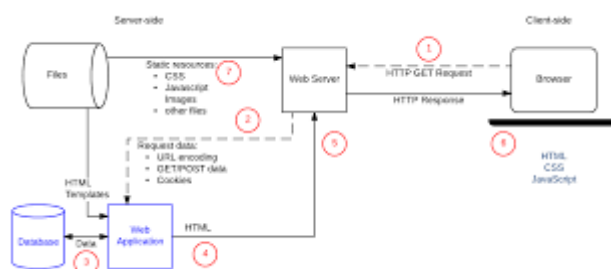 Server-side
Client-side
Files
Static resources:
• CSS
• Javascript
Images
• other files
7
Web Server
1
HTTP GET Request
HTTP Response
Browser
2
Request data:
• URL encoding
• GET/POST data
• Cookies
5
6
HTML
CSS
JavaScript
HTML
Templates
Database
Data
3
Web
Application
HTML
4